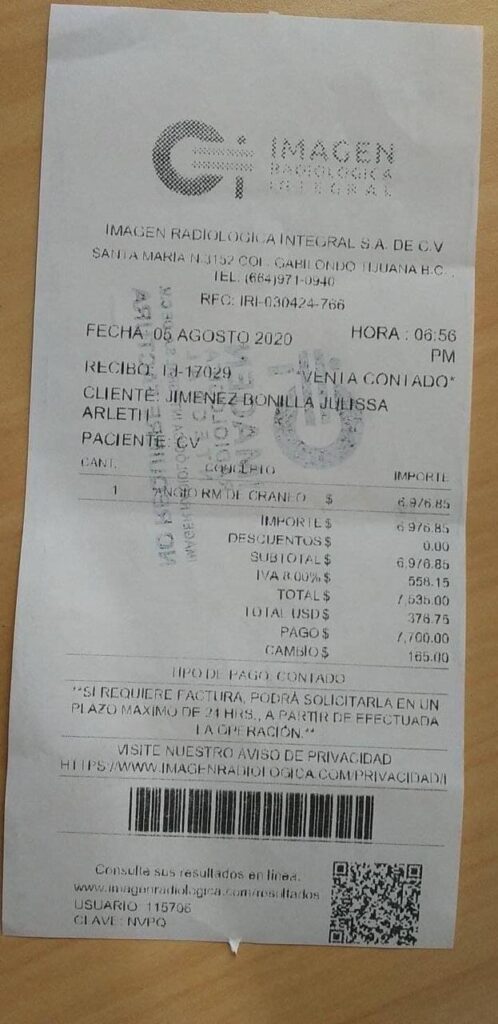 IMAGEN
RADIOLOGICA
INTEGRAL
IMAGEN RADIOLOGICA INTEGRAL S.A. DE C.V
SANTA MARIA N.3152 COL. GABILONDO TIJUANA B.C.
TEL. (664)971-0940
RFC: IRI-030424-766
FECHA 05 AGOSTO 2020 HORA : 06:56
PM
RECIBO: -17029 *VENTA CONTADO*
CLIENTE: JIMENEZ BONILLA JULISSA
ARLETH
PACIENTE: CV
CANT. CONCEPTO IMPORTE
1 ANGIO RM DE CRANEO $ 6,976.85
IMPORTE $ 6,976.85
DESCUENTOS $ 0.00
SUBTOTAL $ 6,976.85
IVA 8.00% $ 558.15
TOTAL $ 7,535.00
TOTAL USD $ 376.75
PAGO $ 7,700.00
CAMBIO $ 165.00
TIPO DE PAGO: CONTADO
**SI REQUIERE FACTURA, PODRÁ SOLICITARLA EN UN
PLAZO MAXIMO DE 24 HRS., A PARTIR DE EFECTUADA
LA OPERACIÓN.**
VISITE NUESTRO AVISO DE PRIVACIDAD
HTTPS://WWW.IMAGENRADIOLOGICA.COM/PRIVACIDAD/I
Consulte sus resultados en linea:
www.imagenradiologica.com/resultados
USUARIO: 115706
CLAVE: NVPQ